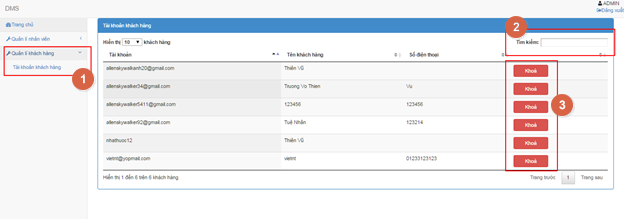 DMS
ADMIN
Đăng xuất
Trang chủ
Quản lí nhân viên
Quản lí khách hàng
Tài khoản khách hàng
1
Tài khoản khách hàng
2
Hiển thị 10 khách hàng
Tìm kiếm:
Tài khoản Tên khách hàng Số điện thoại
allenskywalkanh20@gmail.com Thiên Vũ Khoá
allenskywalker34@gmail.com Truong Vo Thien Vu Khoá
allenskywalker5411@gmail.com 123456 123456 Khoá
allenskywalker92@gmail.com Tuệ Nhân 123214 Khoá
nhathuoc12 Thiên Vũ Khoá
vietnt@yopmail.com vietnt 01233123123 Khoá
3
Hiển thị 1 đến 6 trên 6 khách hàng
Trang trước 1 Trang sau